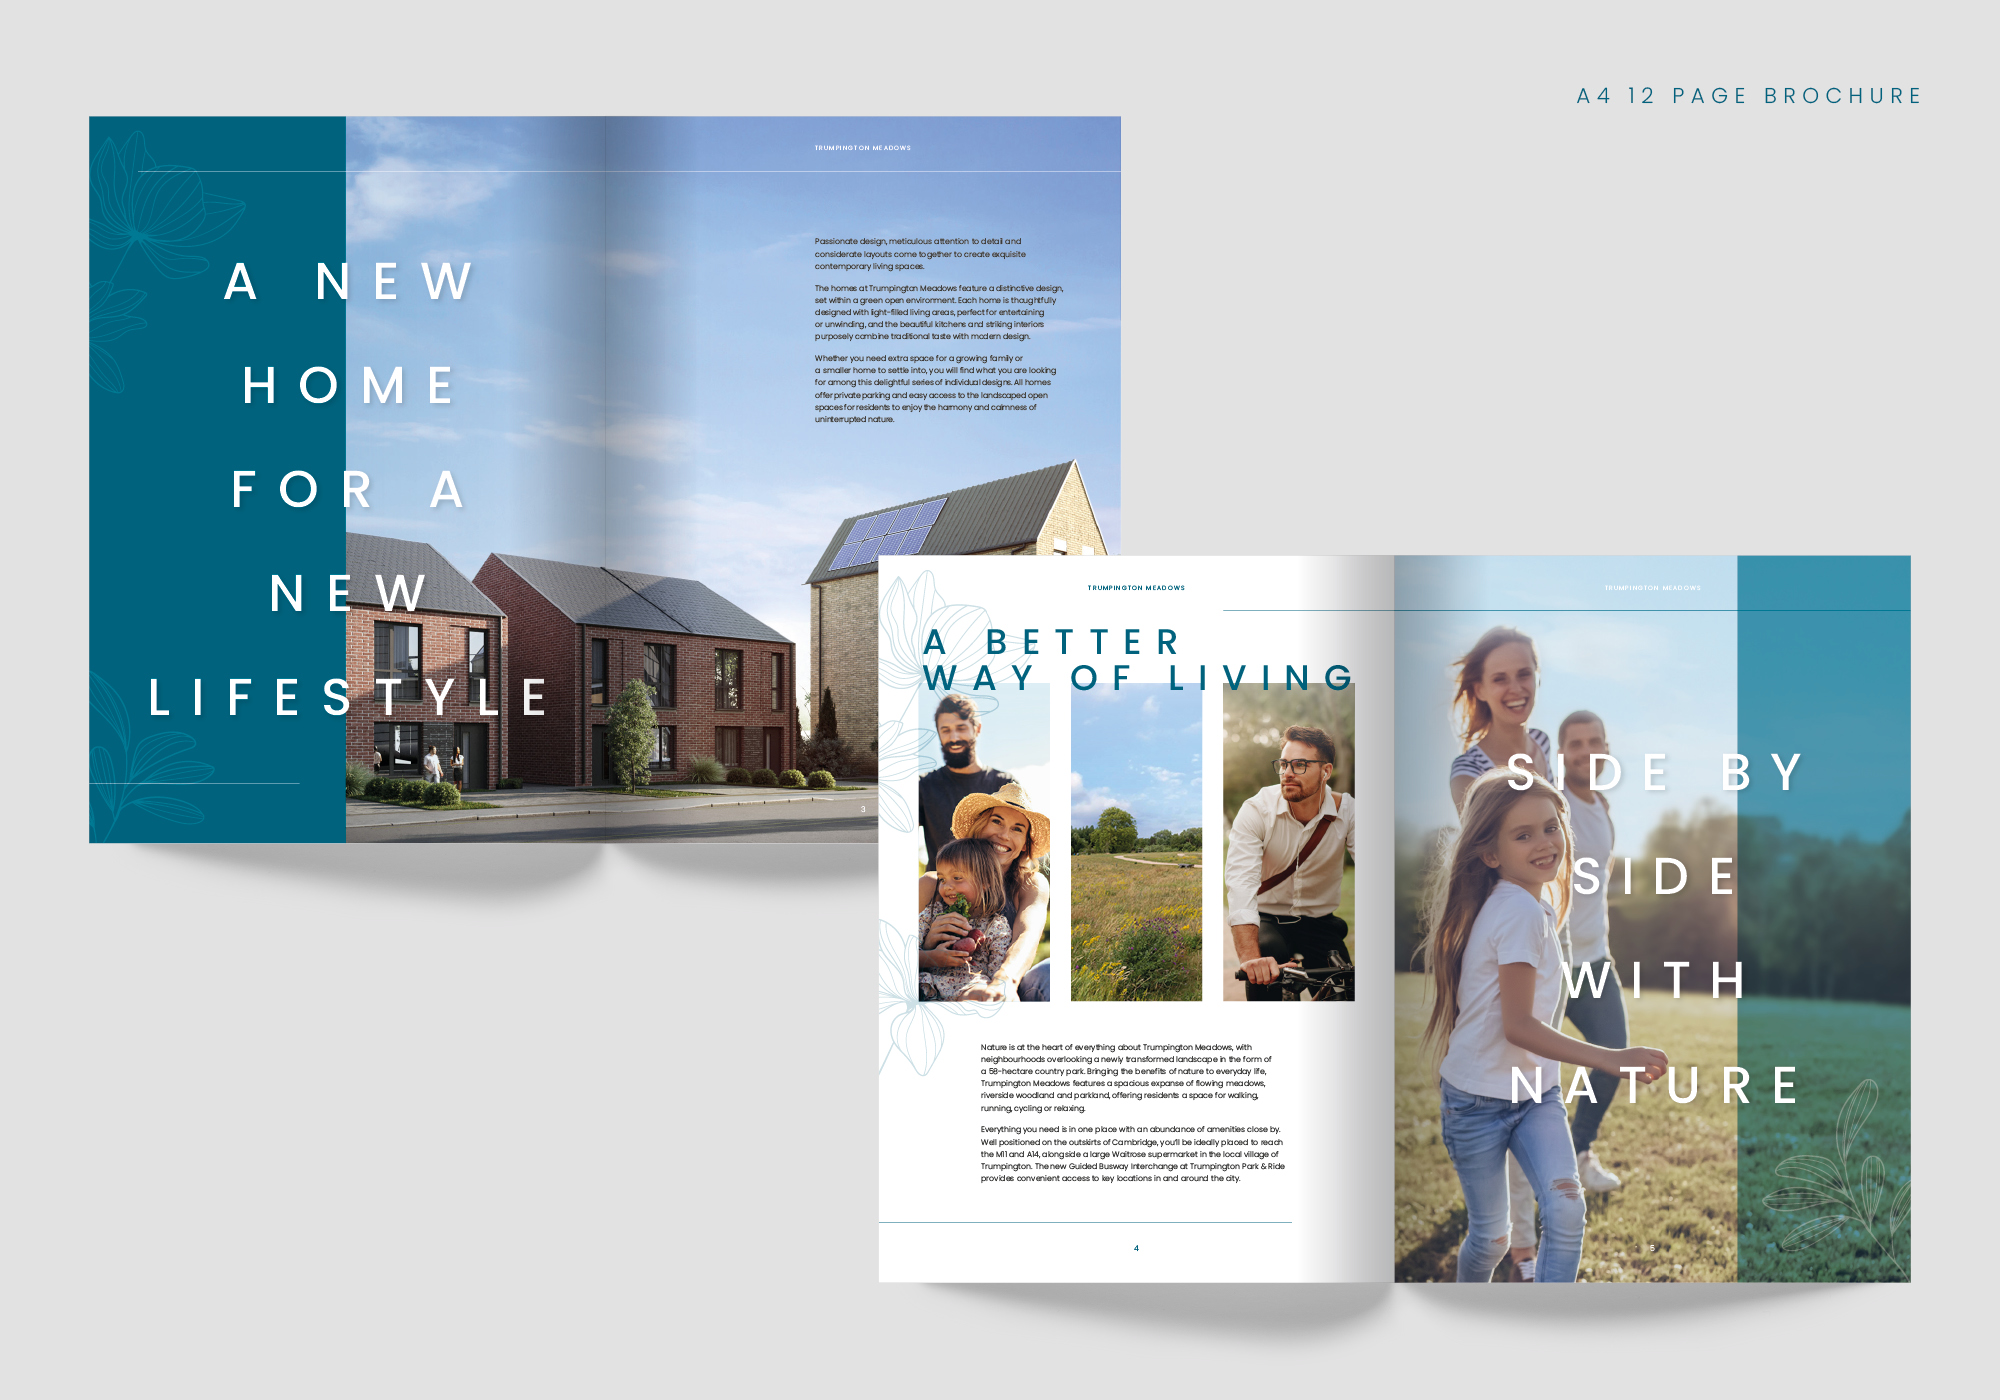 A4 12 PAGE BROCHURE
TRUMPINGTON MEADOWS
A NEW
HOME
FOR A
NEW
LIFESTYLE
Passionate design, meticulous attention to detail and
considerate layouts come together to create exquisite
contemporary living spaces.
The homes at Trumpington Meadows feature a distinctive design,
set within a green open environment. Each home is thoughtfully
designed with light-filled living areas, perfect for entertaining
or unwinding, and the beautiful kitchens and striking interiors
purposely combine traditional taste with modern design.
Whether you need extra space for a growing family or
a smaller home to settle into, you will find what you are looking
for among this delightful series of individual designs. All homes
offer private parking and easy access to the landscaped open
spaces for residents to enjoy the harmony and calmness of
uninterrupted nature.
3
TRUMPINGTON MEADOWS
A BETTER
WAY OF LIVING
Nature is at the heart of everything about Trumpington Meadows, with
neighbourhoods overlooking a newly transformed landscape in the form of
a 58-hectare country park. Bringing the benefits of nature to everyday life,
Trumpington Meadows features a spacious expanse of flowing meadows,
riverside woodland and parkland, offering residents a space for walking,
running, cycling or relaxing.
Everything you need is in one place with an abundance of amenities close by.
Well positioned on the outskirts of Cambridge, you'll be ideally placed to reach
the M11 and A14, alongside a large Waitrose supermarket in the local village of
Trumpington. The new Guided Busway Interchange at Trumpington Park & Ride
provides convenient access to key locations in and around the city.
4
TRUMPINGTON MEADOWS
SIDE BY
SIDE
WITH
NATURE
5